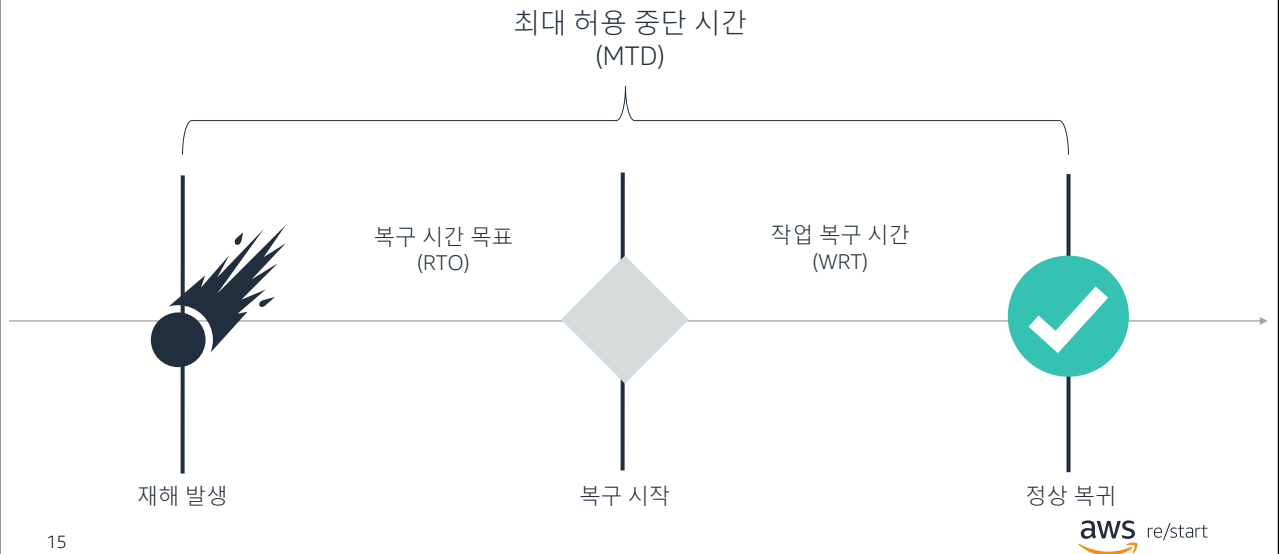 최대 허용 중단 시간
(MTD)
복구 시간 목표
(RTO)
작업 복구 시간
(WRT)
재해 발생
복구 시작
정상 복귀
15
aws re/start